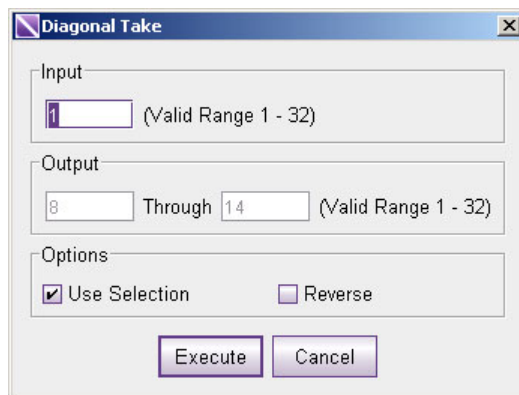 Diagonal Take
Input
1 (Valid Range 1 - 32)
Output
8 Through 14 (Valid Range 1 - 32)
Options
Use Selection Reverse
Execute Cancel